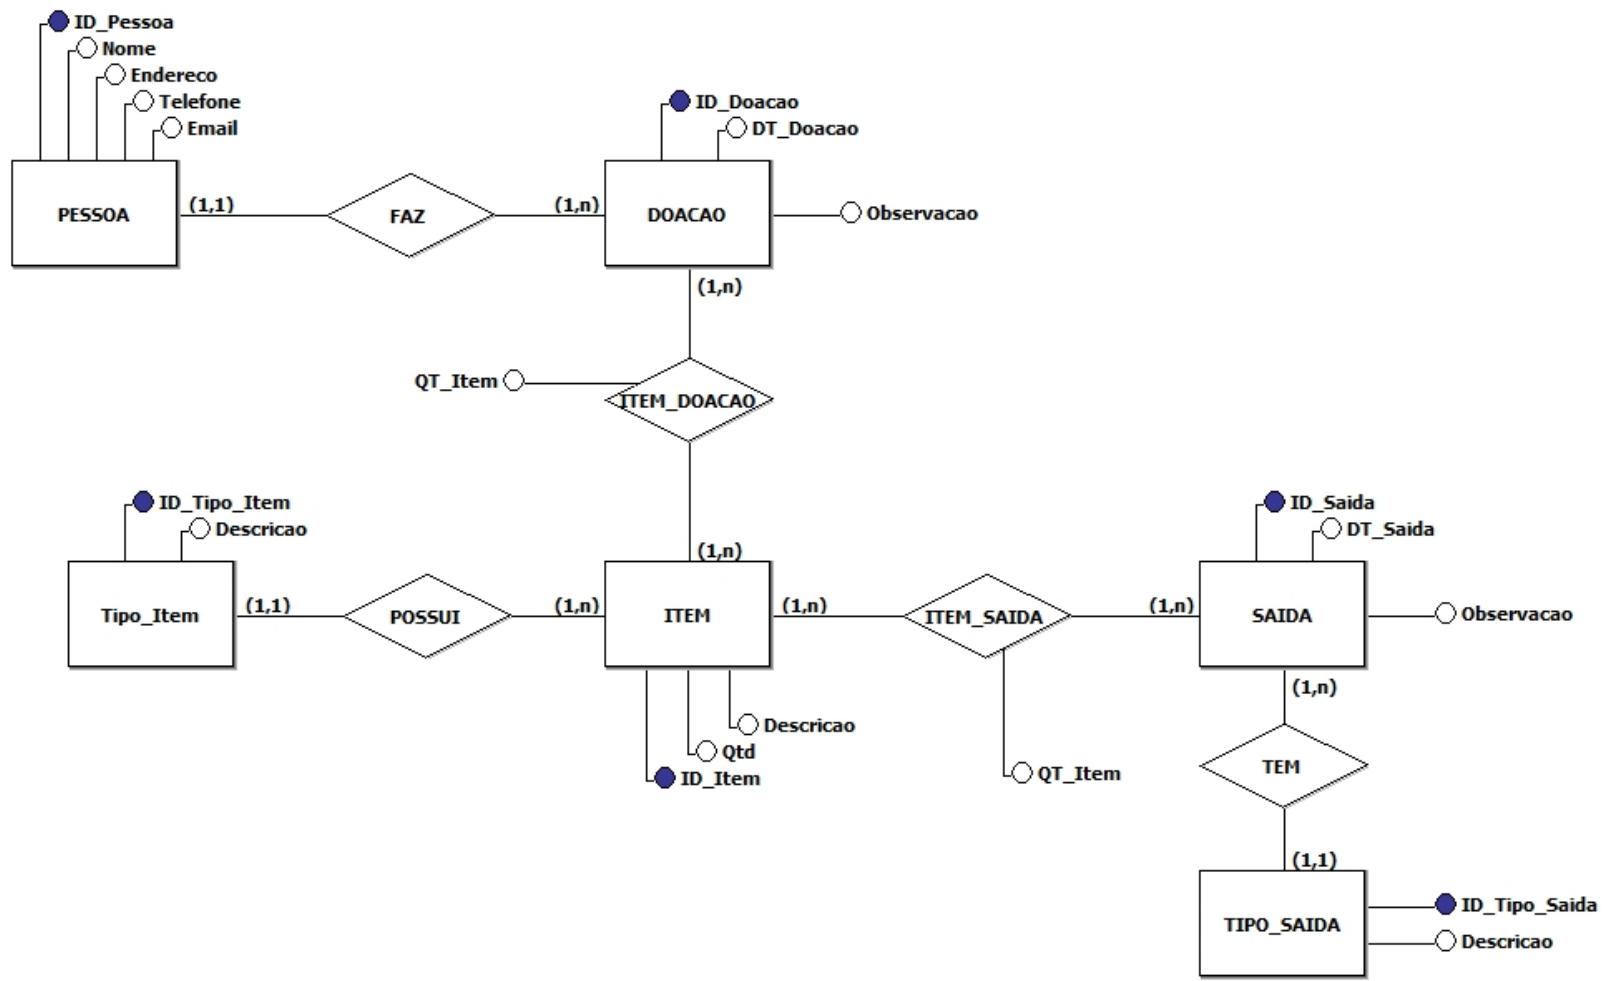 ID_Pessoa
Nome
Endereco
Telefone
Email
PESSOA
(1,1)
FAZ
(1,n)
ID_Doacao
DT_Doacao
DOACAO
Observacao
(1,n)
QT_Item
ITEM_DOACAO
(1,n)
ID_Tipo_Item
Descricao
Tipo_Item
(1,1)
POSSUI
(1,n)
ITEM
(1,n)
ITEM_SAIDA
(1,n)
ID_Saida
DT_Saida
SAIDA
Observacao
Descricao
Qtd
ID_Item
QT_Item
(1,n)
TEM
(1,1)
TIPO_SAIDA
ID_Tipo_Saida
Descricao